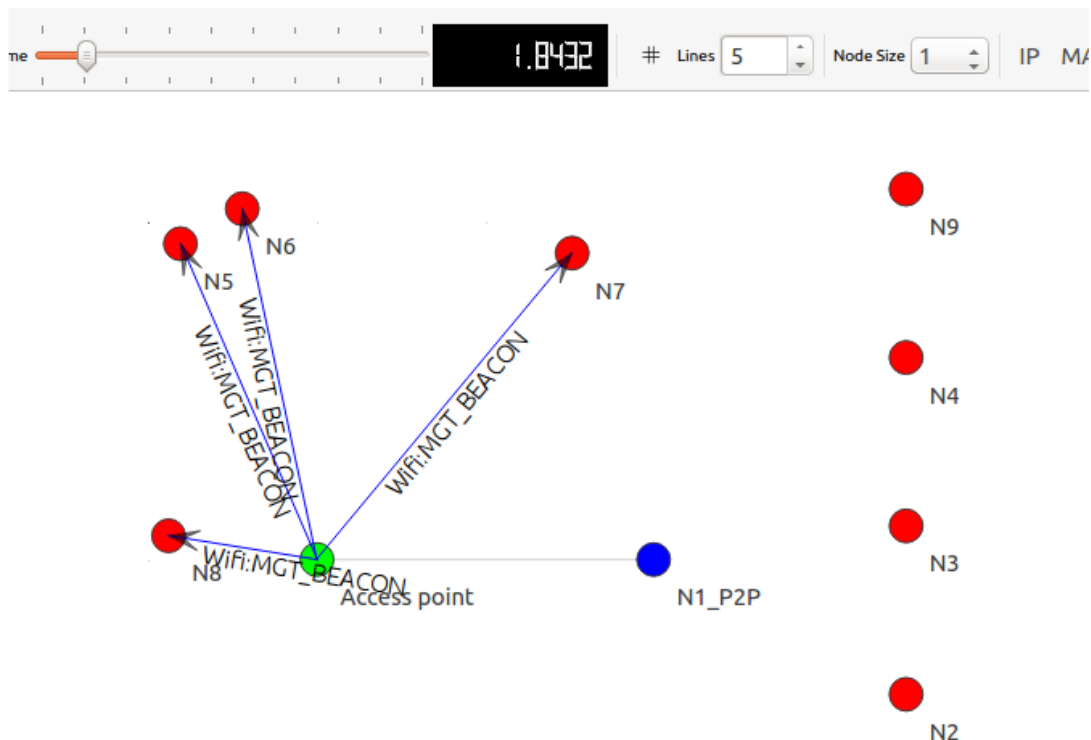 me 1.8432 # Lines 5 Node Size 1 IP MA
N9
N6
N5
N7
Wifi:MGT_BEACON
Wifi:MGT_BEACON
Wifi:MGT_BEACON
N4
N8
Wifi:MGT_BEACON
Access point
N1_P2P
N3
N2